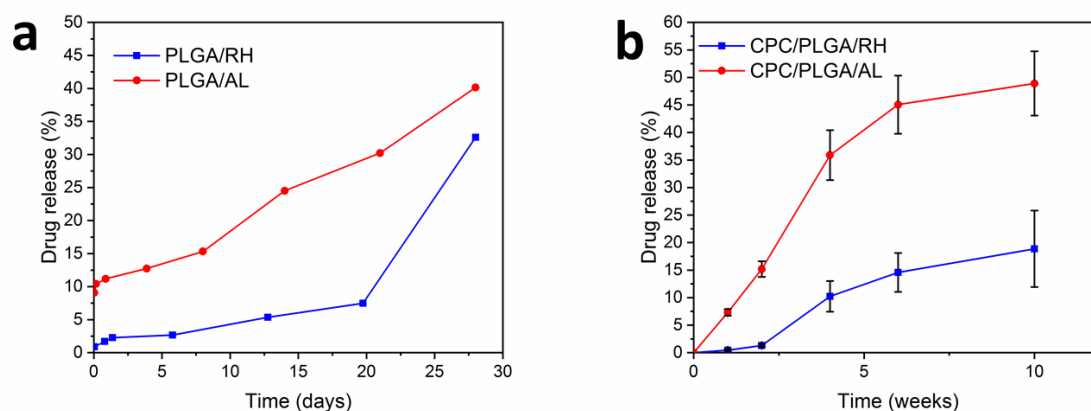 a
50
45
40
35
30
25
20
15
10
5
0
Drug release (%)
PLGA/RH
PLGA/AL
0 5 10 15 20 25 30
Time (days)
b
60
55
50
45
40
35
30
25
20
15
10
5
0
Drug release (%)
CPC/PLGA/RH
CPC/PLGA/AL
0 5 10
Time (weeks)